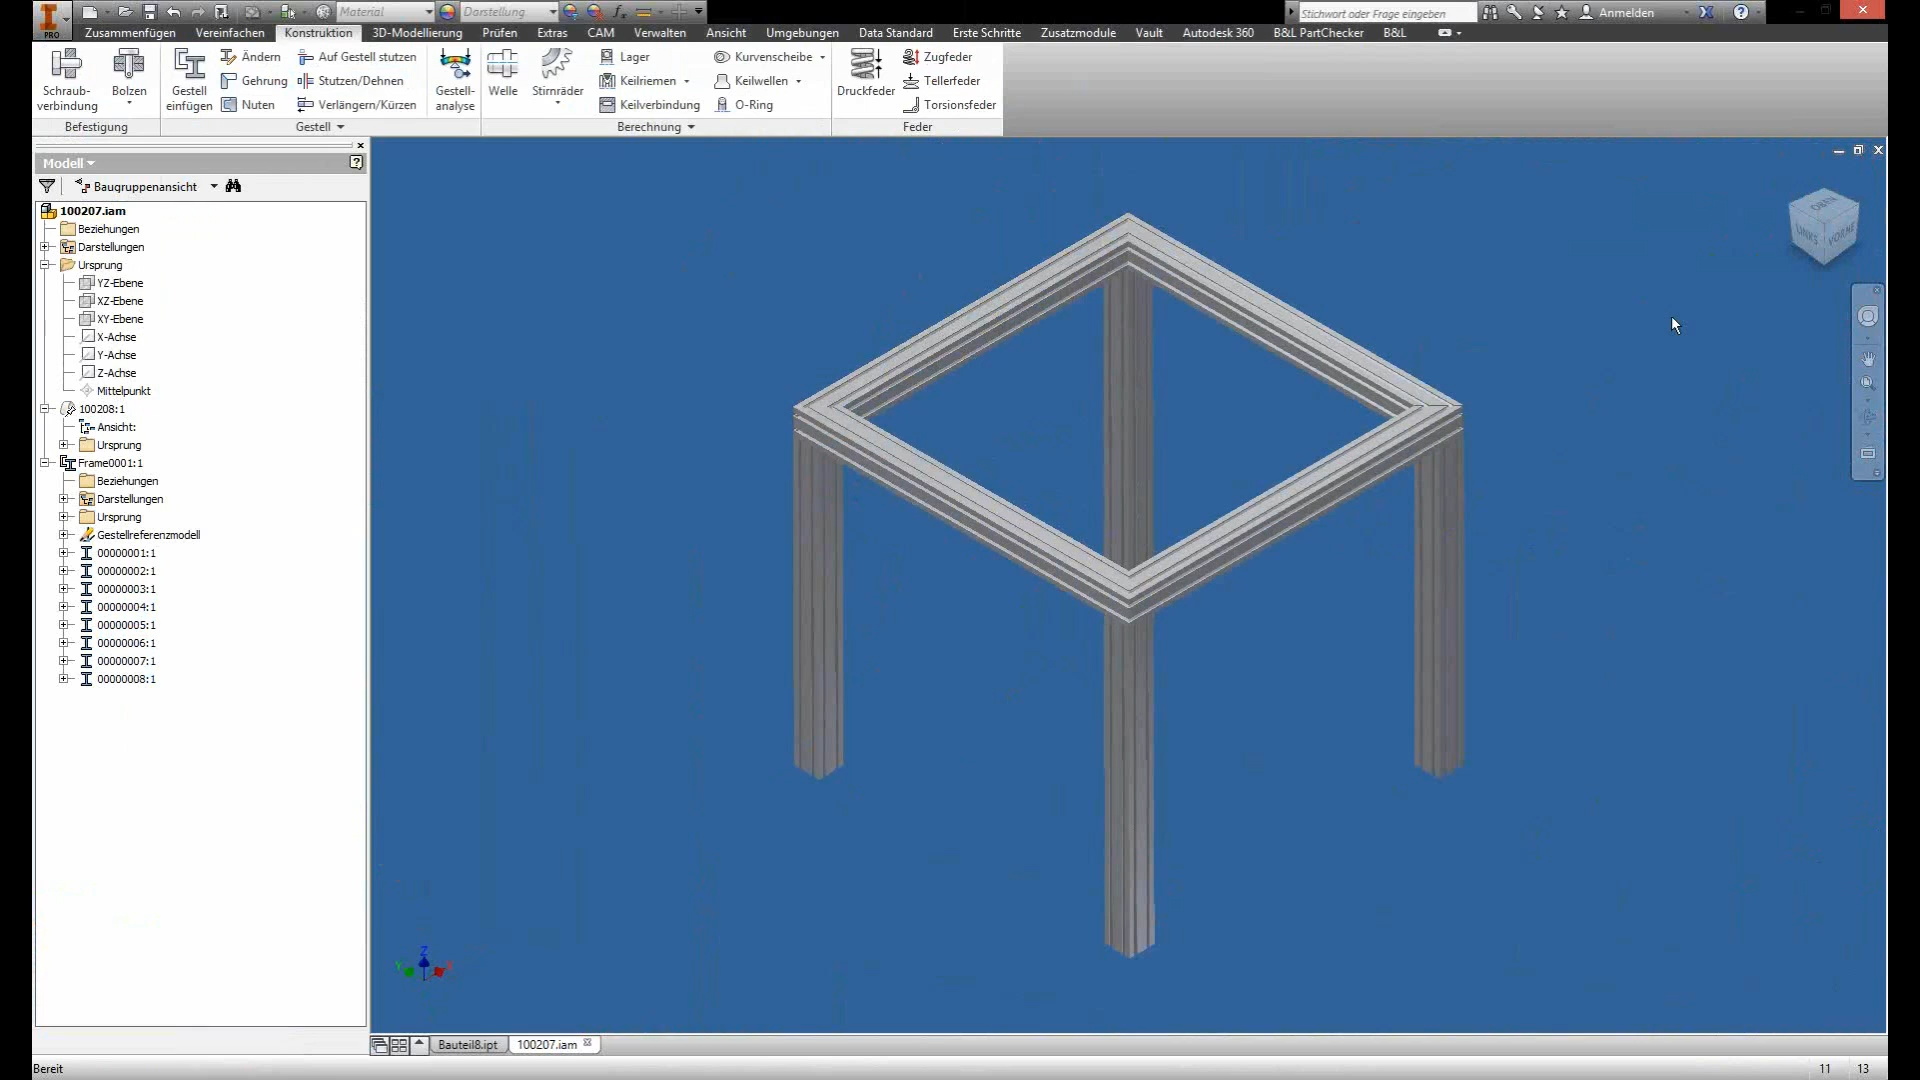 PRO
Material
Darstellung
Stichwort oder Frage eingeben
Anmelden
Zusammenfügen Vereinfachen Konstruktion 3D-Modellierung Prüfen Extras CAM Verwalten Ansicht Umgebungen Data Standard Erste Schritte Zusatzmodule Vault Autodesk 360 B&L PartChecker B&L
Schraub-
verbindung
Bolzen
Befestigung
Gestell
einfügen
Ändern
Gehrung
Nuten
Auf Gestell stutzen
Stutzen/Dehnen
Verlängern/Kürzen
Gestell-
analyse
Gestell
Welle
Stirnräder
Lager
Keilriemen
Keilverbindung
Kurvenscheibe
Keilwellen
O-Ring
Berechnung
Druckfeder
Zugfeder
Tellerfeder
Torsionsfeder
Feder
Modell
Baugruppenansicht
100207.iam
Beziehungen
Darstellungen
Ursprung
YZ-Ebene
XZ-Ebene
XY-Ebene
X-Achse
Y-Achse
Z-Achse
Mittelpunkt
100208:1
Ansicht:
Ursprung
Frame0001:1
Beziehungen
Darstellungen
Ursprung
Gestellreferenzmodell
00000001:1
00000002:1
00000003:1
00000004:1
00000005:1
00000006:1
00000007:1
00000008:1
OBEN
LINKS
VORNE
Z
Y
X
Bauteil8.ipt
100207.iam
Bereit
11
13